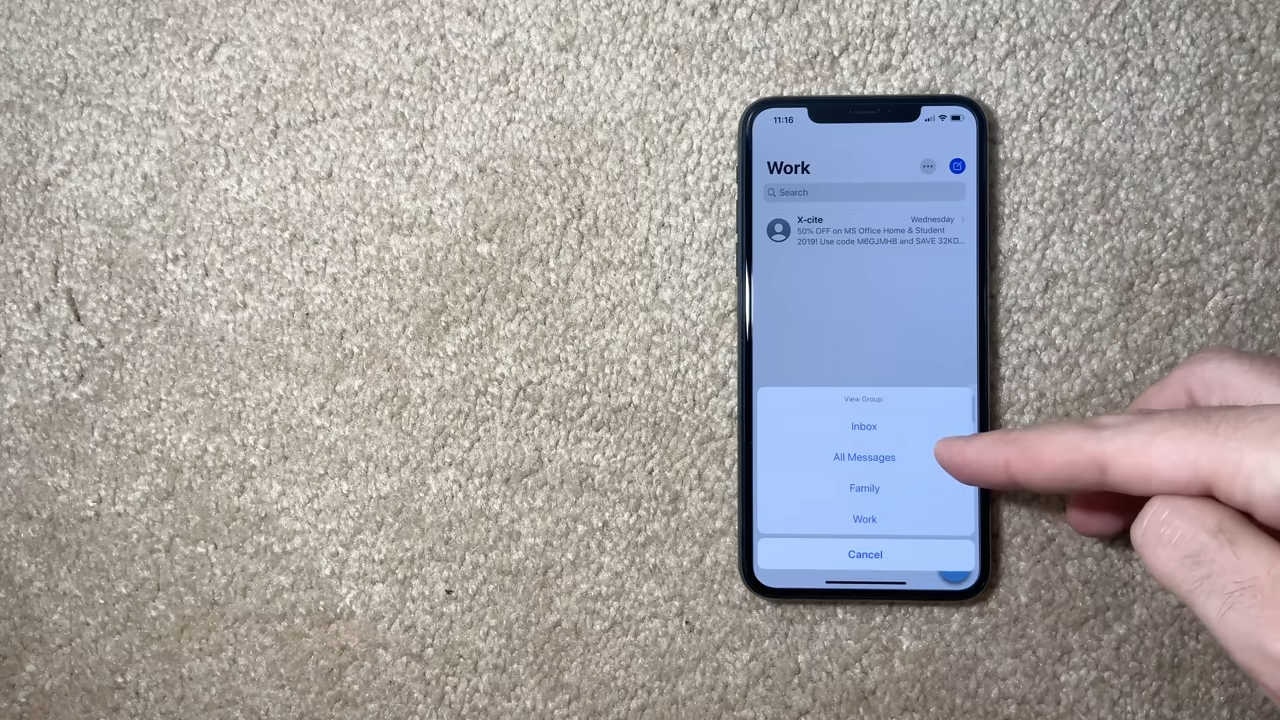 11:16
Work
Search
X-cite Wednesday
50% OFF on MS Office Home & Student
2019! Use code M6GJMHB and SAVE 32KD...
View Group:
Inbox
All Messages
Family
Work
Cancel